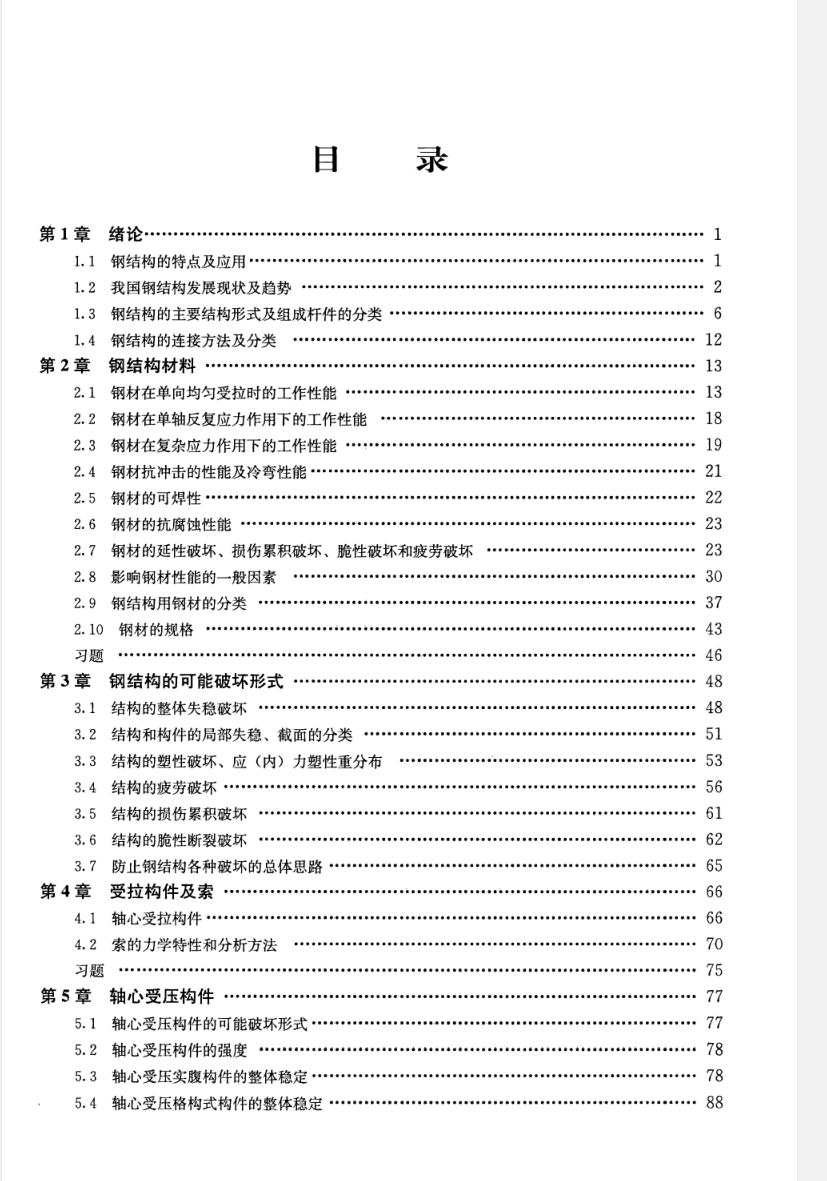 目 录
第1章 绪论…… 1
1.1 钢结构的特点及应用…… 1
1.2 我国钢结构发展现状及趋势 …… 2
1.3 钢结构的主要结构形式及组成杆件的分类 …… 6
1.4 钢结构的连接方法及分类 …… 12
第2章 钢结构材料 …… 13
2.1 钢材在单向均匀受拉时的工作性能 …… 13
2.2 钢材在单轴反复应力作用下的工作性能 …… 18
2.3 钢材在复杂应力作用下的工作性能 …… 19
2.4 钢材抗冲击的性能及冷弯性能…… 21
2.5 钢材的可焊性…… 22
2.6 钢材的抗腐蚀性能 …… 23
2.7 钢材的延性破坏、损伤累积破坏、脆性破坏和疲劳破坏 …… 23
2.8 影响钢材性能的一般因素 …… 30
2.9 钢结构用钢材的分类 …… 37
2.10 钢材的规格 …… 43
习题 …… 46
第3章 钢结构的可能破坏形式 …… 48
3.1 结构的整体失稳破坏 …… 48
3.2 结构和构件的局部失稳、截面的分类 …… 51
3.3 结构的塑性破坏、应（内）力塑性重分布 …… 53
3.4 结构的疲劳破坏 …… 56
3.5 结构的损伤累积破坏 …… 61
3.6 结构的脆性断裂破坏 …… 62
3.7 防止钢结构各种破坏的总体思路 …… 65
第4章 受拉构件及索 …… 66
4.1 轴心受拉构件…… 66
4.2 索的力学特性和分析方法 …… 70
习题 …… 75
第5章 轴心受压构件 …… 77
5.1 轴心受压构件的可能破坏形式…… 77
5.2 轴心受压构件的强度 …… 78
5.3 轴心受压实腹构件的整体稳定…… 78
5.4 轴心受压格构式构件的整体稳定…… 88